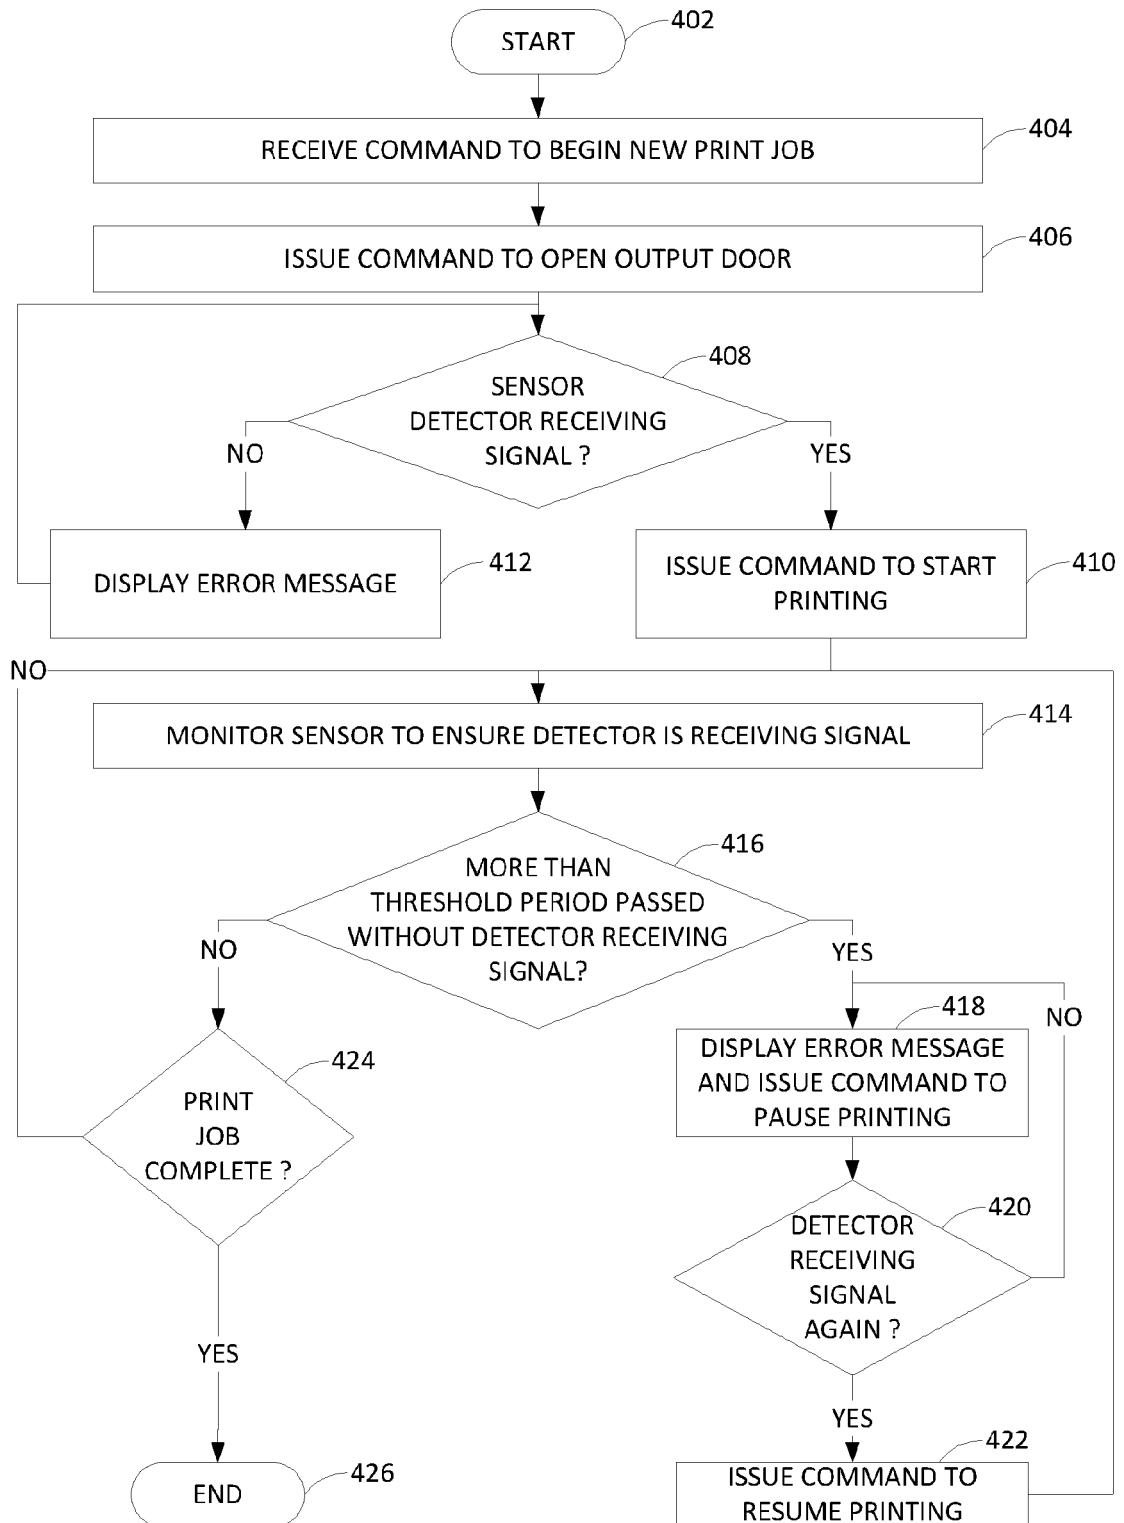 START
402
RECEIVE COMMAND TO BEGIN NEW PRINT JOB
404
ISSUE COMMAND TO OPEN OUTPUT DOOR
406
SENSOR
DETECTOR RECEIVING
SIGNAL ?
408
NO
YES
DISPLAY ERROR MESSAGE
412
ISSUE COMMAND TO START
PRINTING
410
NO
MONITOR SENSOR TO ENSURE DETECTOR IS RECEIVING SIGNAL
414
MORE THAN
THRESHOLD PERIOD PASSED
WITHOUT DETECTOR RECEIVING
SIGNAL?
416
NO
YES
NO
DISPLAY ERROR MESSAGE
AND ISSUE COMMAND TO
PAUSE PRINTING
418
PRINT
JOB
COMPLETE ?
424
DETECTOR
RECEIVING
SIGNAL
AGAIN ?
420
YES
YES
END
426
ISSUE COMMAND TO
RESUME PRINTING
422